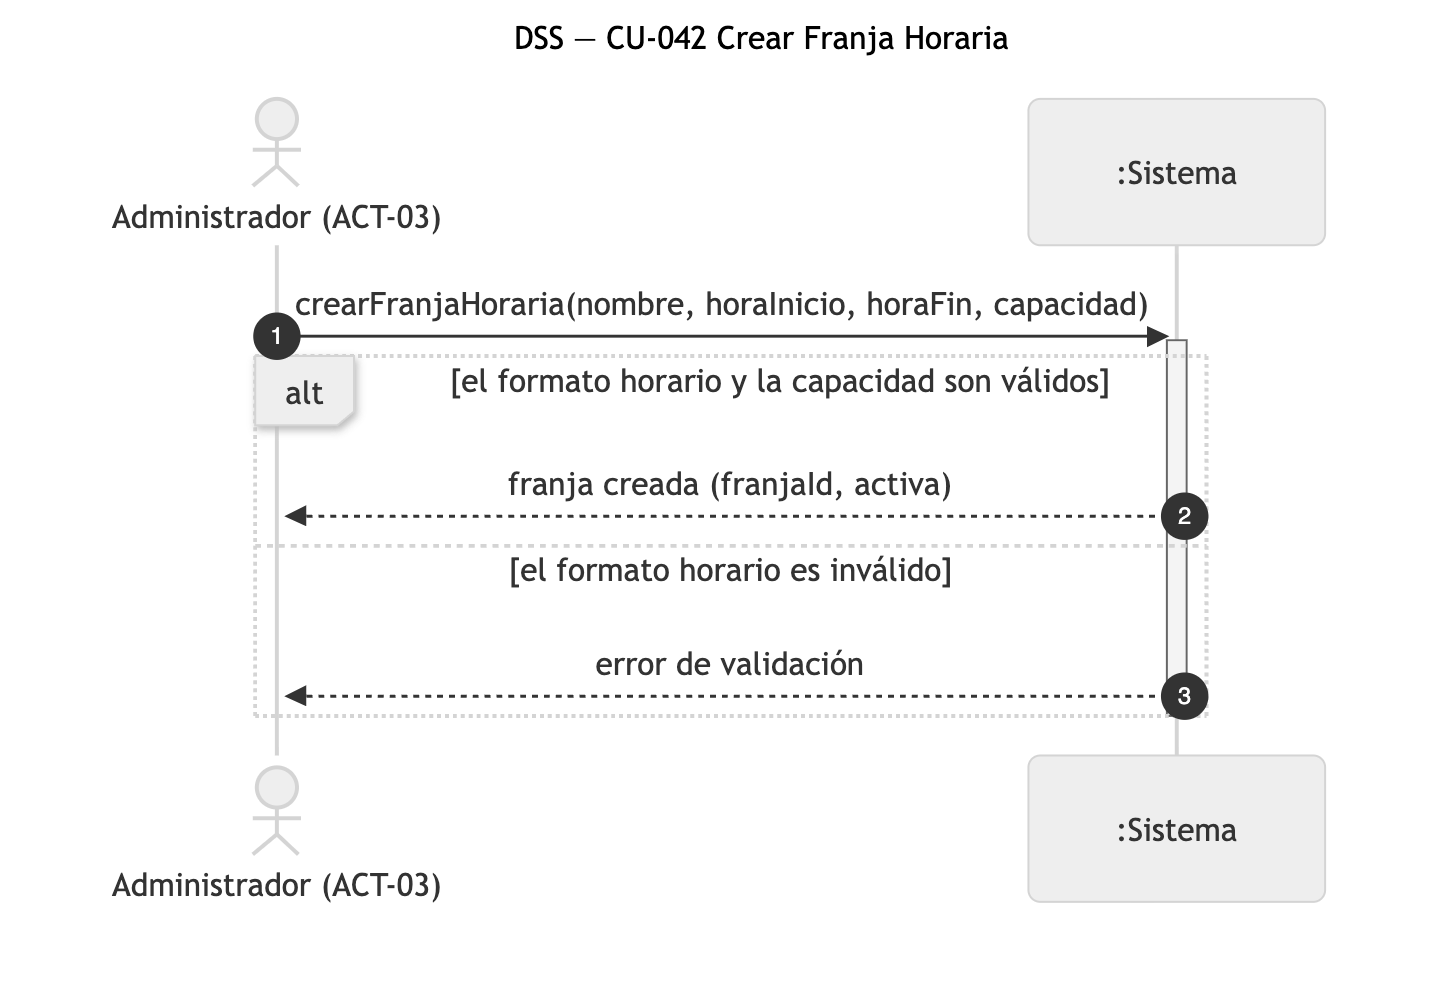 DSS — CU-042 Crear Franja Horaria
Administrador (ACT-03)
:Sistema
crearFranjaHoraria(nombre, horaInicio, horaFin, capacidad)
1
alt
[el formato horario y la capacidad son válidos]
franja creada (franjaId, activa)
2
[el formato horario es inválido]
error de validación
3
Administrador (ACT-03)
:Sistema